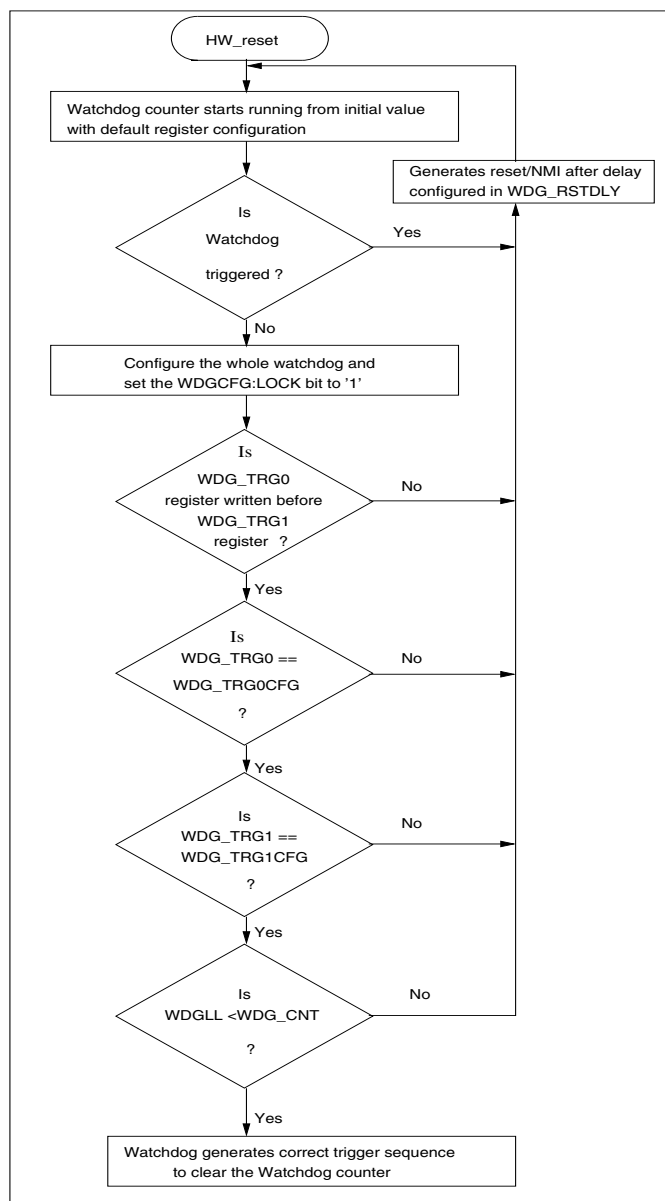 HW_reset
Watchdog counter starts running from initial value
with default register configuration
Generates reset/NMI after delay
configured in WDG_RSTDLY
Is
Watchdog
triggered ?
Yes
No
Configure the whole watchdog and
set the WDGCFG:LOCK bit to '1'
Is
WDG_TRG0
register written before
WDG_TRG1
register ?
No
Yes
Is
WDG_TRG0 ==
WDG_TRG0CFG
?
No
Yes
Is
WDG_TRG1 ==
WDG_TRG1CFG
?
No
Yes
Is
WDGLL <WDG_CNT
?
No
Yes
Watchdog generates correct trigger sequence
to clear the Watchdog counter